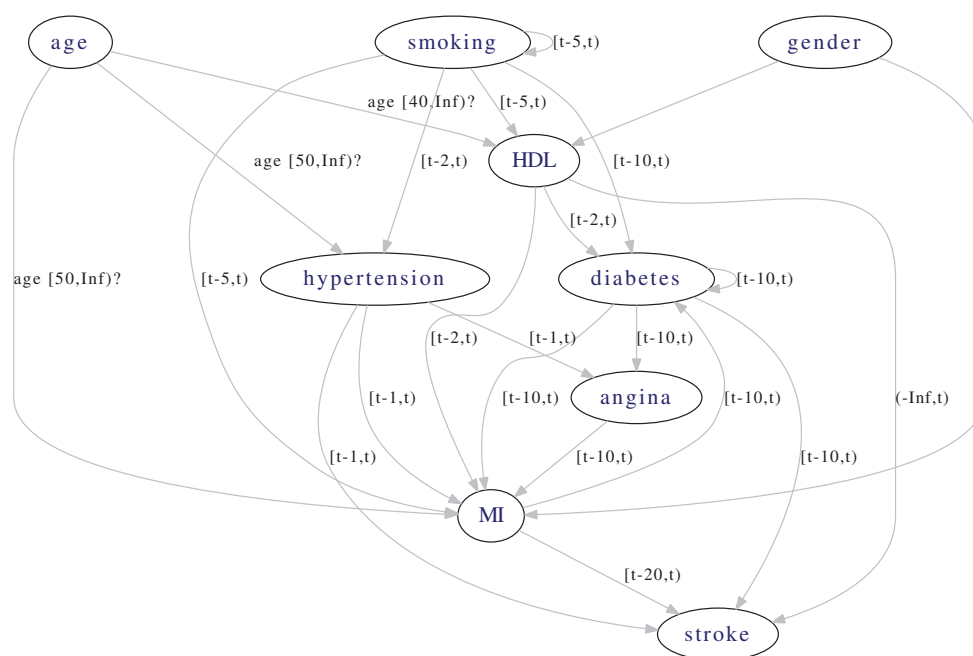 age
smoking
[t-5,t)
gender
age [40,Inf)?
[t-5,t)
age [50,Inf)?
[t-2,t)
HDL
[t-10,t)
[t-2,t)
age [50,Inf)?
[t-5,t)
hypertension
diabetes
[t-10,t)
[t-2,t)
[t-1,t)
[t-10,t)
[t-1,t)
[t-10,t)
angina
[t-10,t)
(-Inf,t)
[t-1,t)
[t-10,t)
[t-10,t)
MI
[t-20,t)
stroke